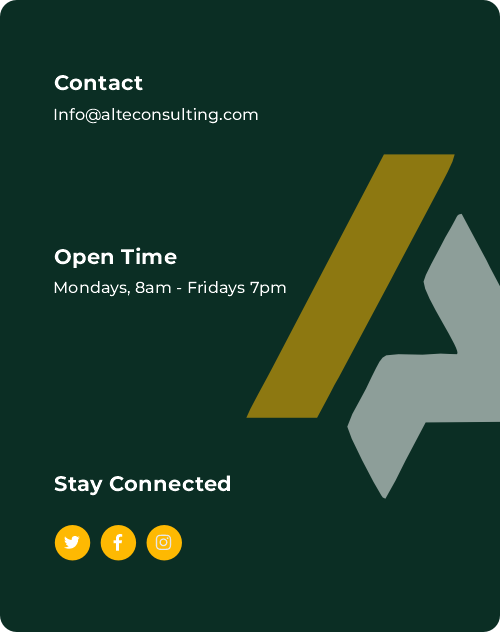 Contact
Info@alteconsulting.com
Open Time
Mondays, 8am - Fridays 7pm
Stay Connected